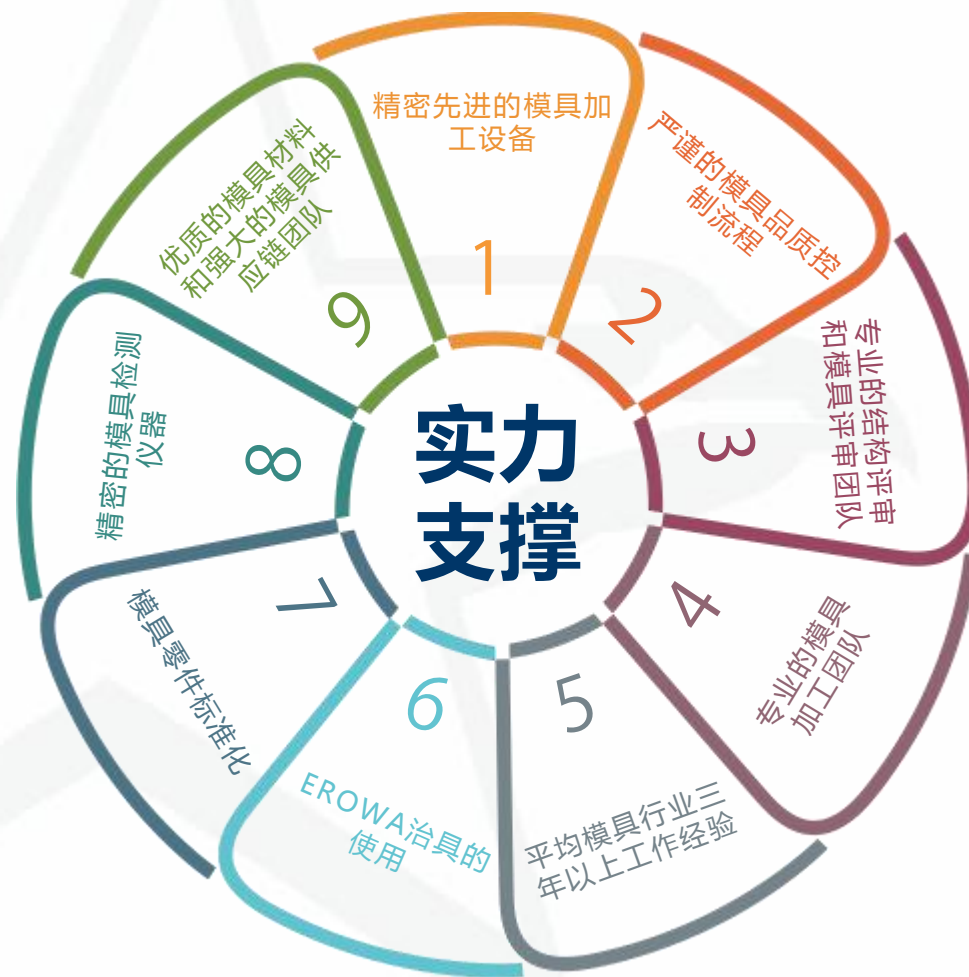 实力
支撑
1
精密先进的模具加
工设备
2
严谨的模具品质控
制流程
3
专业的结构评审
和模具评审团队
4
专业的模具
加工团队
5
平均模具行业三
年以上工作经验
6
EROWA治具的
使用
7
模具零件标准化
8
精密的模具检测
仪器
9
优质的模具材料
和强大的模具供
应链团队